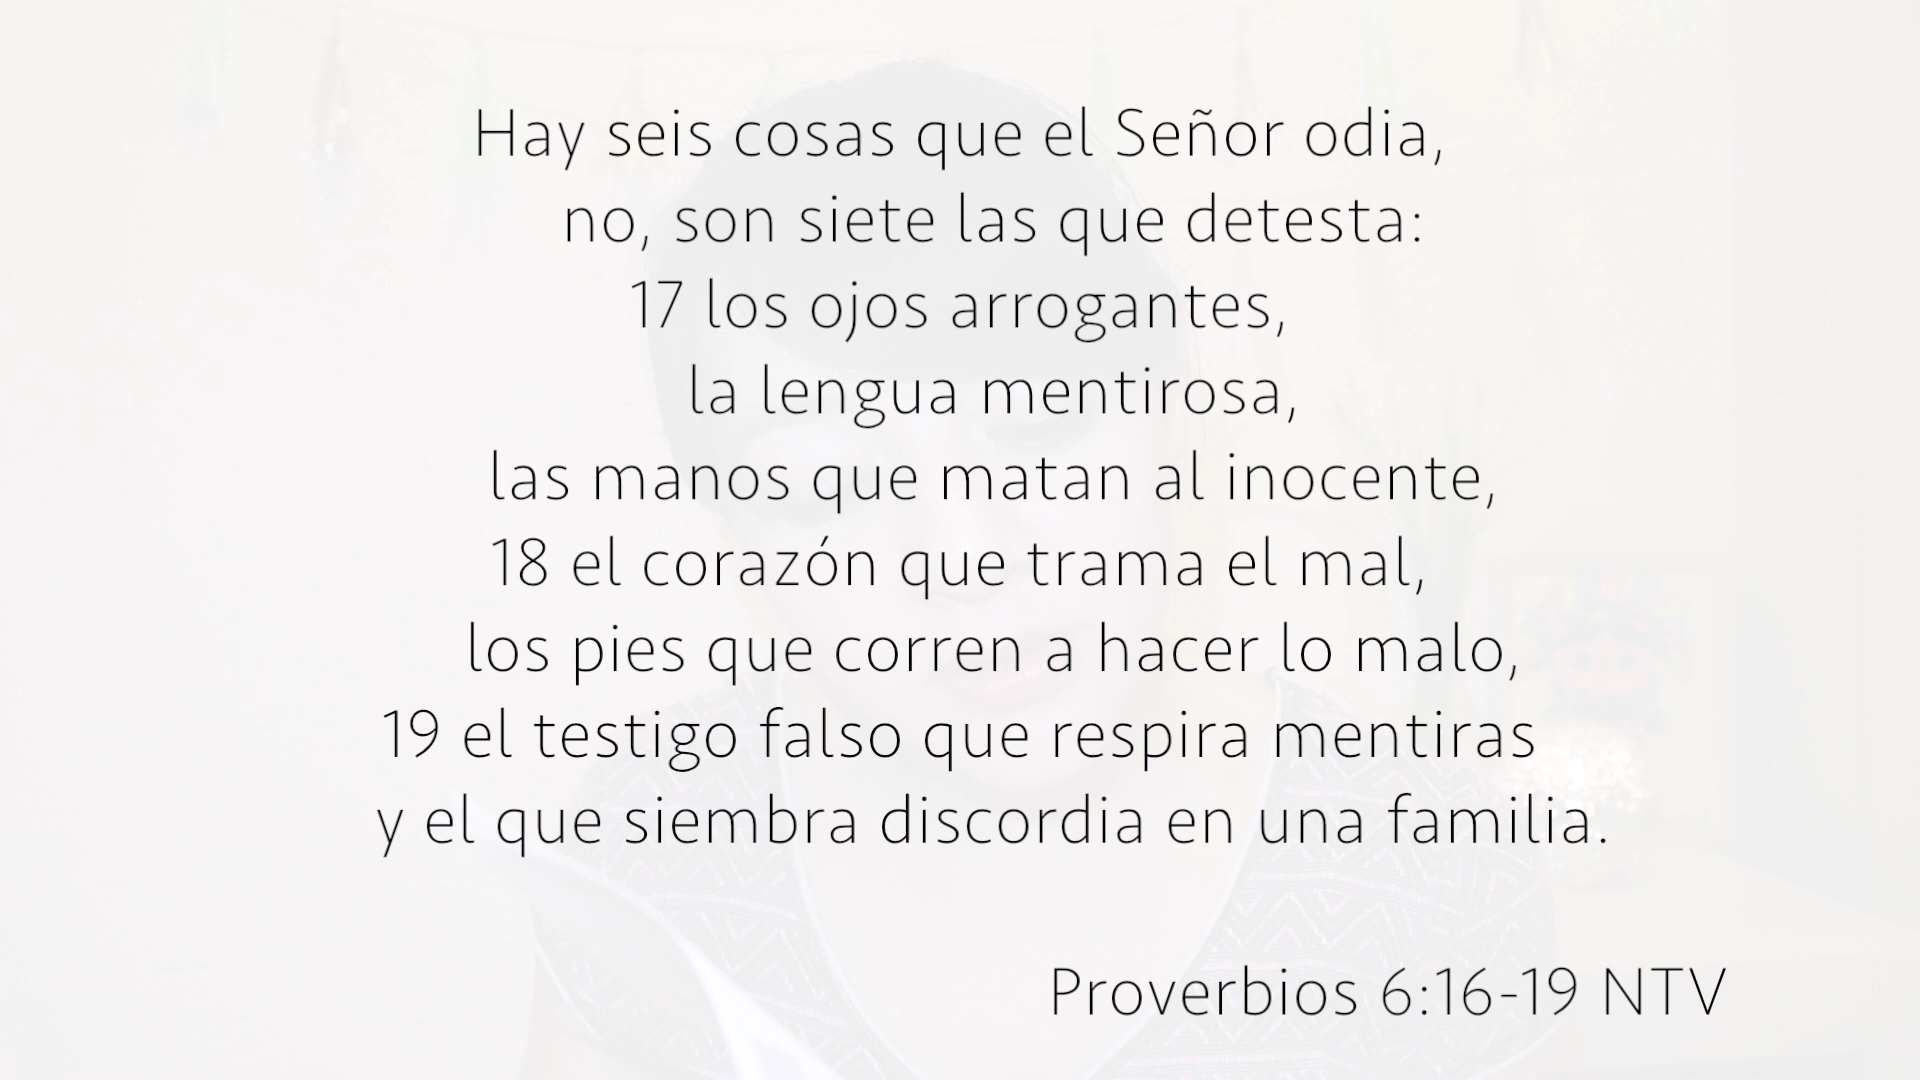 Hay seis cosas que el Señor odia,
no, son siete las que detesta:
17 los ojos arrogantes,
la lengua mentirosa,
las manos que matan al inocente,
18 el corazón que trama el mal,
los pies que corren a hacer lo malo,
19 el testigo falso que respira mentiras
y el que siembra discordia en una familia.
Proverbios 6:16-19 NTV